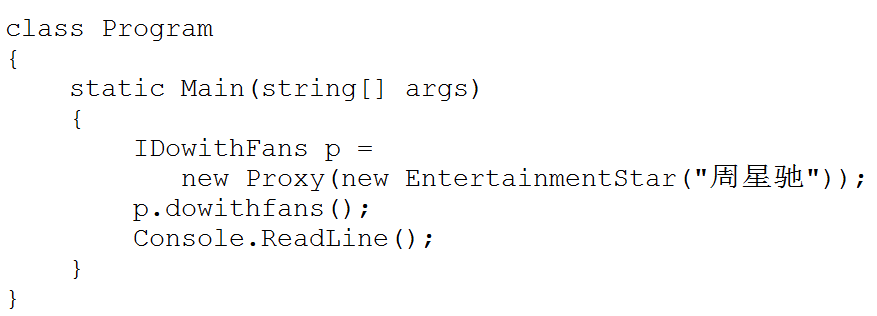 class Program
{
    static Main(string[] args)
    {
        IDowithFans p =
           new Proxy(new EntertainmentStar("周星驰"));
        p.dowithfans();
        Console.ReadLine();
    }
}